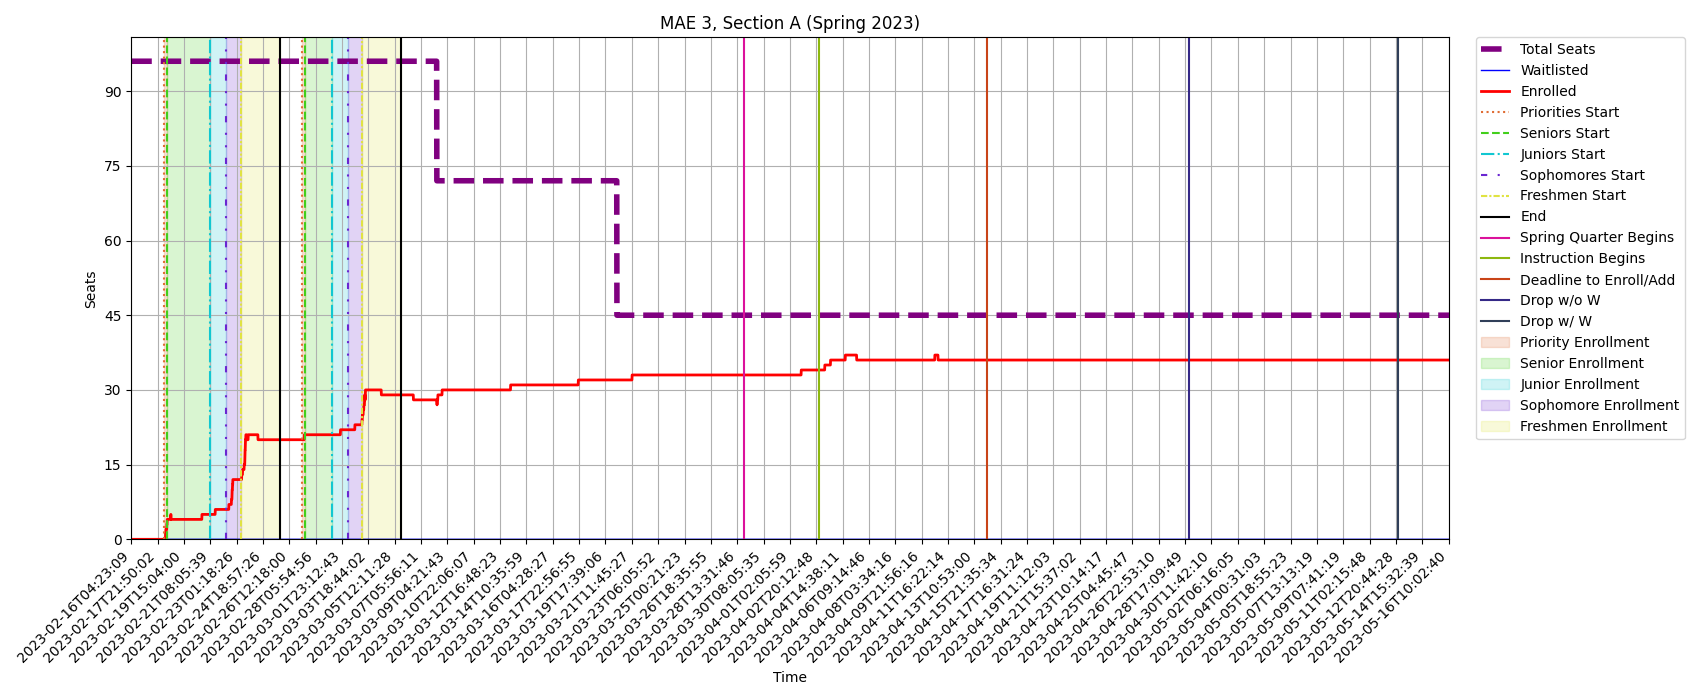 MAE 3, Section A (Spring 2023)
Seats
90
75
60
45
30
15
0
2023-02-16T04:23:09
2023-02-17T21:50:02
2023-02-19T15:04:00
2023-02-21T08:05:39
2023-02-23T01:18:26
2023-02-24T18:57:26
2023-02-26T12:18:00
2023-02-28T05:54:56
2023-03-01T23:12:43
2023-03-03T18:44:02
2023-03-05T12:11:28
2023-03-07T05:56:11
2023-03-09T04:21:43
2023-03-10T22:06:07
2023-03-12T16:48:23
2023-03-14T10:35:59
2023-03-16T04:28:27
2023-03-17T22:56:55
2023-03-19T17:39:06
2023-03-21T11:45:27
2023-03-23T06:05:52
2023-03-25T00:21:23
2023-03-26T18:35:55
2023-03-28T13:31:46
2023-03-30T08:05:35
2023-04-01T02:05:59
2023-04-02T20:12:48
2023-04-04T14:38:11
2023-04-06T09:14:46
2023-04-08T03:34:16
2023-04-09T21:56:16
2023-04-11T16:22:14
2023-04-13T10:53:00
2023-04-15T21:35:34
2023-04-17T16:31:24
2023-04-19T11:12:03
2023-04-21T15:37:02
2023-04-23T10:14:17
2023-04-25T04:45:47
2023-04-26T22:53:10
2023-04-28T17:09:49
2023-04-30T11:42:10
2023-05-02T06:16:05
2023-05-04T00:31:03
2023-05-05T18:55:23
2023-05-07T13:13:19
2023-05-09T07:41:19
2023-05-11T02:15:48
2023-05-12T20:44:28
2023-05-14T15:32:39
2023-05-16T10:02:40
Time
Total Seats
Waitlisted
Enrolled
Priorities Start
Seniors Start
Juniors Start
Sophomores Start
Freshmen Start
End
Spring Quarter Begins
Instruction Begins
Deadline to Enroll/Add
Drop w/o W
Drop w/ W
Priority Enrollment
Senior Enrollment
Junior Enrollment
Sophomore Enrollment
Freshmen Enrollment